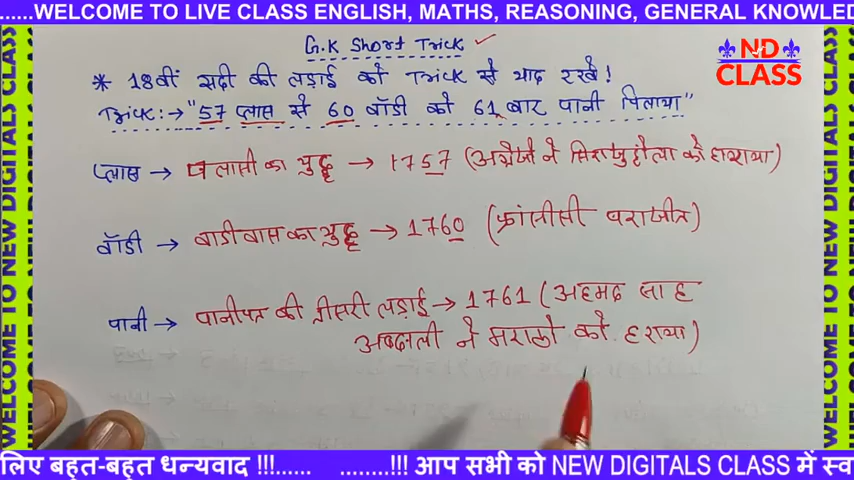 .....WELCOME TO LIVE CLASS ENGLISH, MATHS, REASONING, GENERAL KNOWLED
G.K Short Trick
ND
CLASS
* 18वीं सदी की लड़ाई को Trick से याद रखें!
Trick:→ "57 प्लास से 60 बॉडी को 61 बार पानी पिलाया"
प्लास → पलासी का युद्ध → 1757 (अंग्रेजो ने सिराजुद्दौला को हराया)
बॉडी → वाडीवास का युद्ध → 1760 (फ्रांसीसी पराजीत)
पानी → पानीपत की तीसरी लड़ाई → 1761 (अहमद साह
अब्दाली ने मराठो को हराया)
WELCOME TO NEW DIGITALS CLASS
WELCOME TO NEW DIGITALS CLASS
लिए बहुत-बहुत धन्यवाद !!!...... ........!!! आप सभी को NEW DIGITALS CLASS में स्व